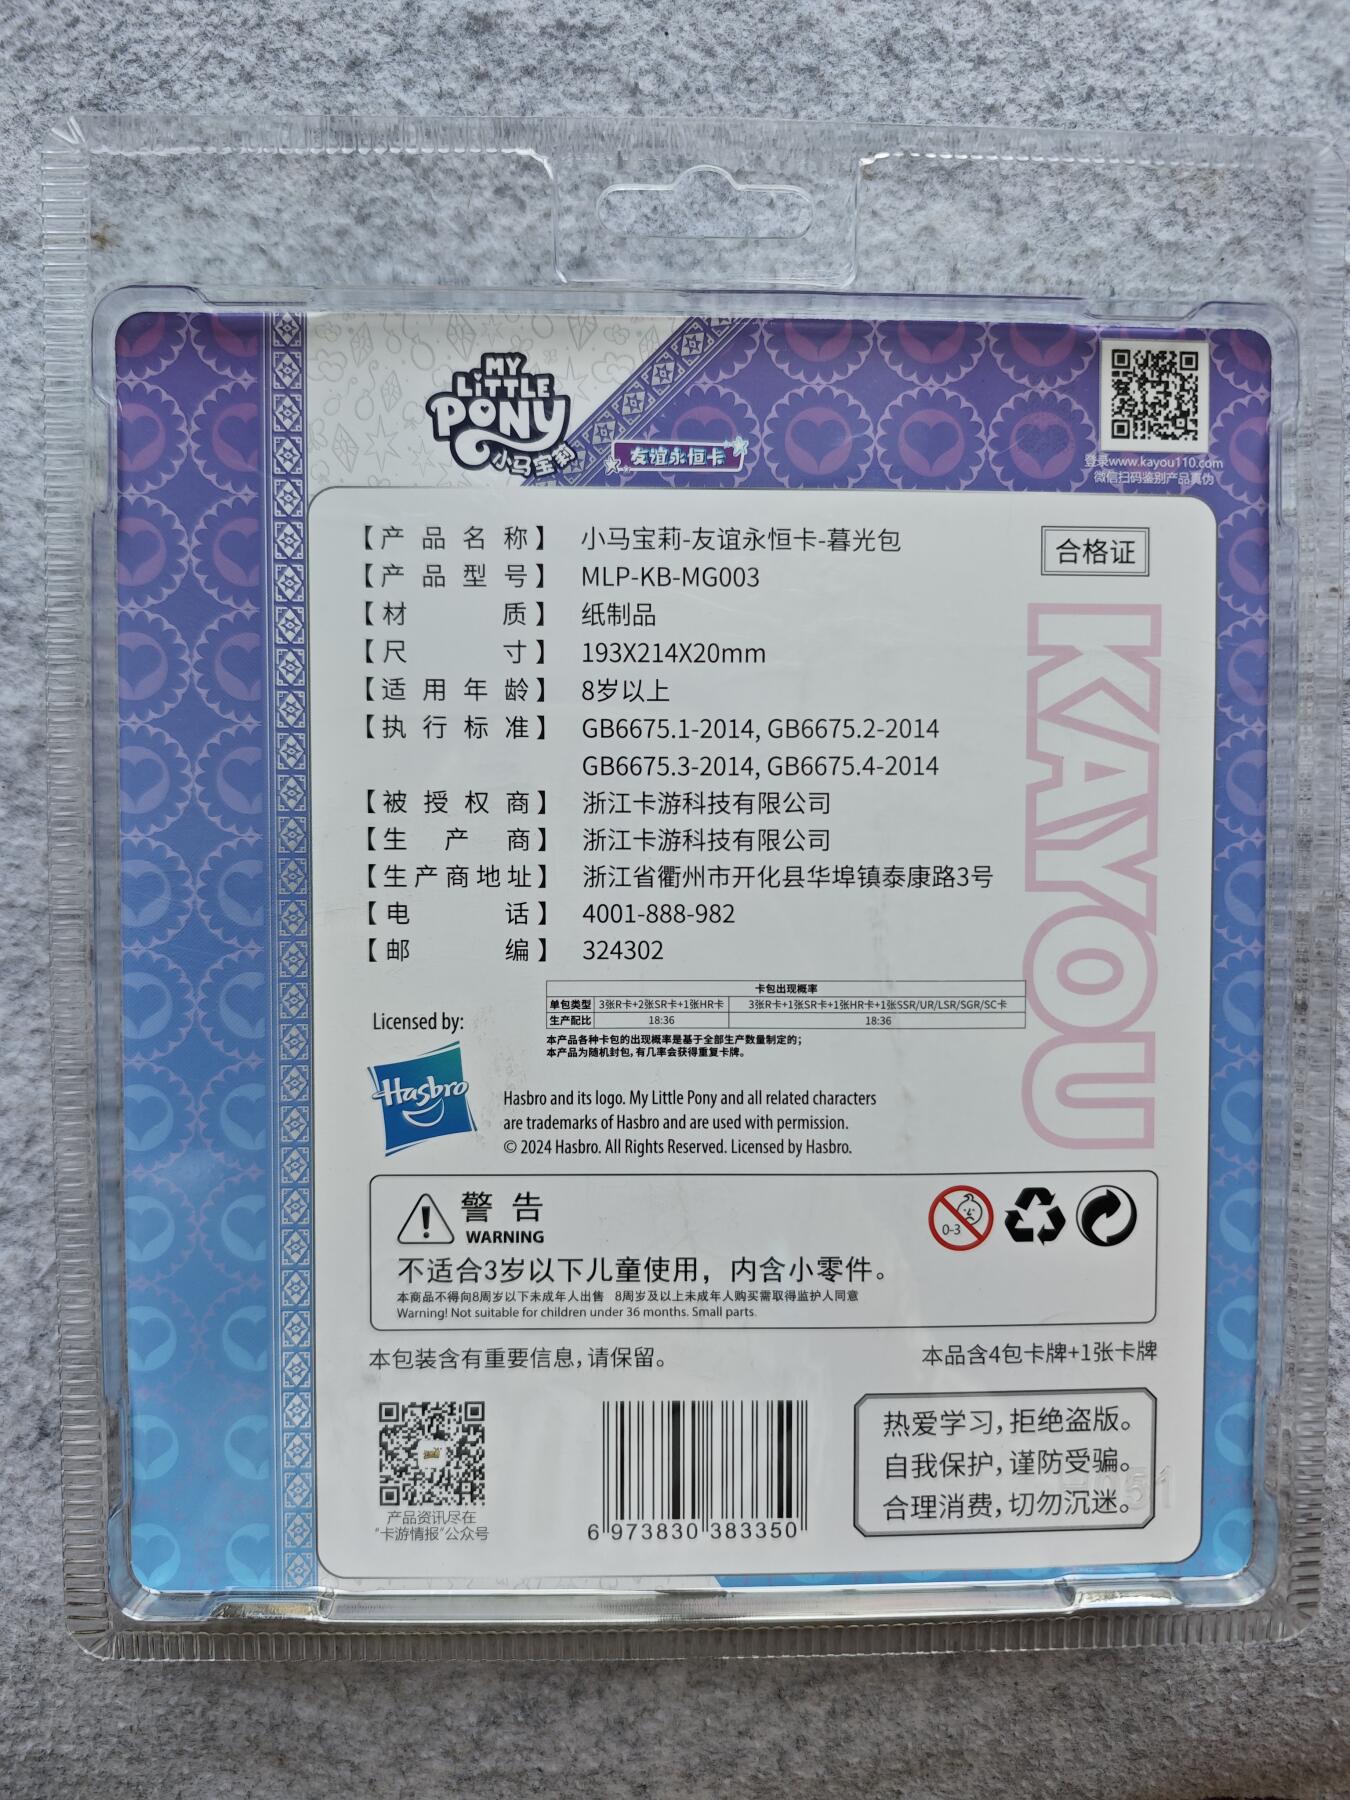 MY
LITTLE
PONY
小马宝莉
友谊永恒卡
登录www.kayou110.com
微信扫码鉴别产品真伪
【产品名称】 小马宝莉-友谊永恒卡-暮光包
合格证
【产品型号】 MLP-KB-MG003
【材质】 纸制品
【尺寸】 193X214X20mm
【适用年龄】 8岁以上
【执行标准】 GB6675.1-2014, GB6675.2-2014
GB6675.3-2014, GB6675.4-2014
【被授权商】 浙江卡游科技有限公司
【生产商】 浙江卡游科技有限公司
【生产商地址】 浙江省衢州市开化县华埠镇泰康路3号
【电话】 4001-888-982
【邮编】 324302
KAYOU
卡包出现概率
单包类型 3张R卡+2张SR卡+1张HR卡 3张R卡+1张SR卡+1张HR卡+1张SSR/UR/LSR/SGR/SC卡
生产配比 18:36 18:36
本产品各种卡包的出现概率是基于全部生产数量制定的；
本产品为随机封包，有几率会获得重复卡牌。
Licensed by:
Hasbro
Hasbro and its logo. My Little Pony and all related characters
are trademarks of Hasbro and are used with permission.
© 2024 Hasbro. All Rights Reserved. Licensed by Hasbro.
警告
WARNING
0-3
不适合3岁以下儿童使用，内含小零件。
本商品不得向8周岁以下未成年人出售 8周岁及以上未成年人购买需取得监护人同意
Warning! Not suitable for children under 36 months. Small parts.
本包装含有重要信息，请保留。
本品含4包卡牌+1张卡牌
产品资讯尽在
“卡游情报”公众号
6 973830 383350
热爱学习，拒绝盗版。
自我保护，谨防受骗。
合理消费，切勿沉迷。